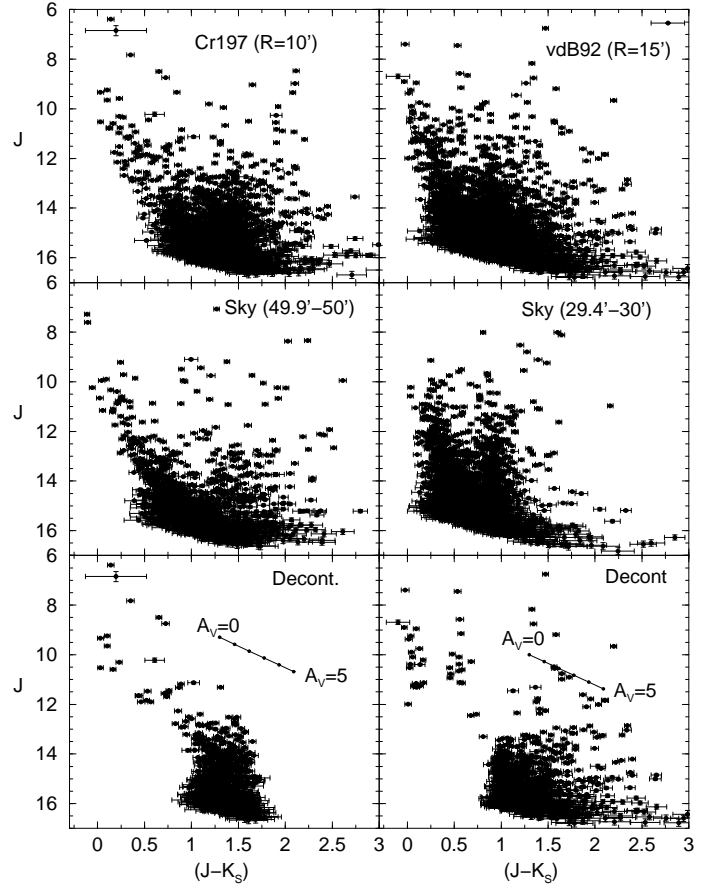 Cr197 (R=10')
vdB92 (R=15')
6
8
10
12
14
16
J
Sky (49.9'−50')
Sky (29.4'−30')
6
8
10
12
14
16
J
Decont.
Decont
A_V=0
A_V=5
A_V=0
A_V=5
6
8
10
12
14
16
J
0 0.5 1 1.5 2 2.5
0 0.5 1 1.5 2 2.5 3
(J−K_S)
(J−K_S)